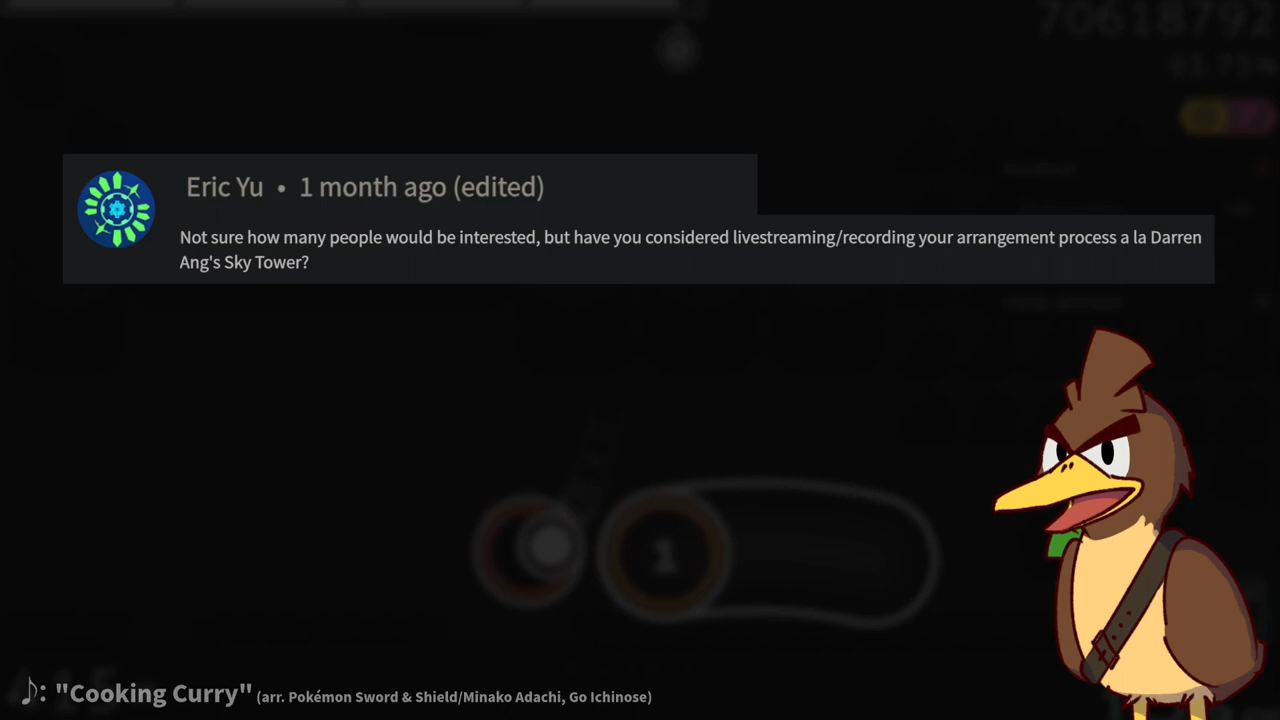 70618792
Eric Yu • 1 month ago (edited)
Not sure how many people would be interested, but have you considered livestreaming/recording your arrangement process a la Darren
Ang's Sky Tower?
1
♪: "Cooking Curry" (arr. Pokémon Sword & Shield/Minako Adachi, Go Ichinose)